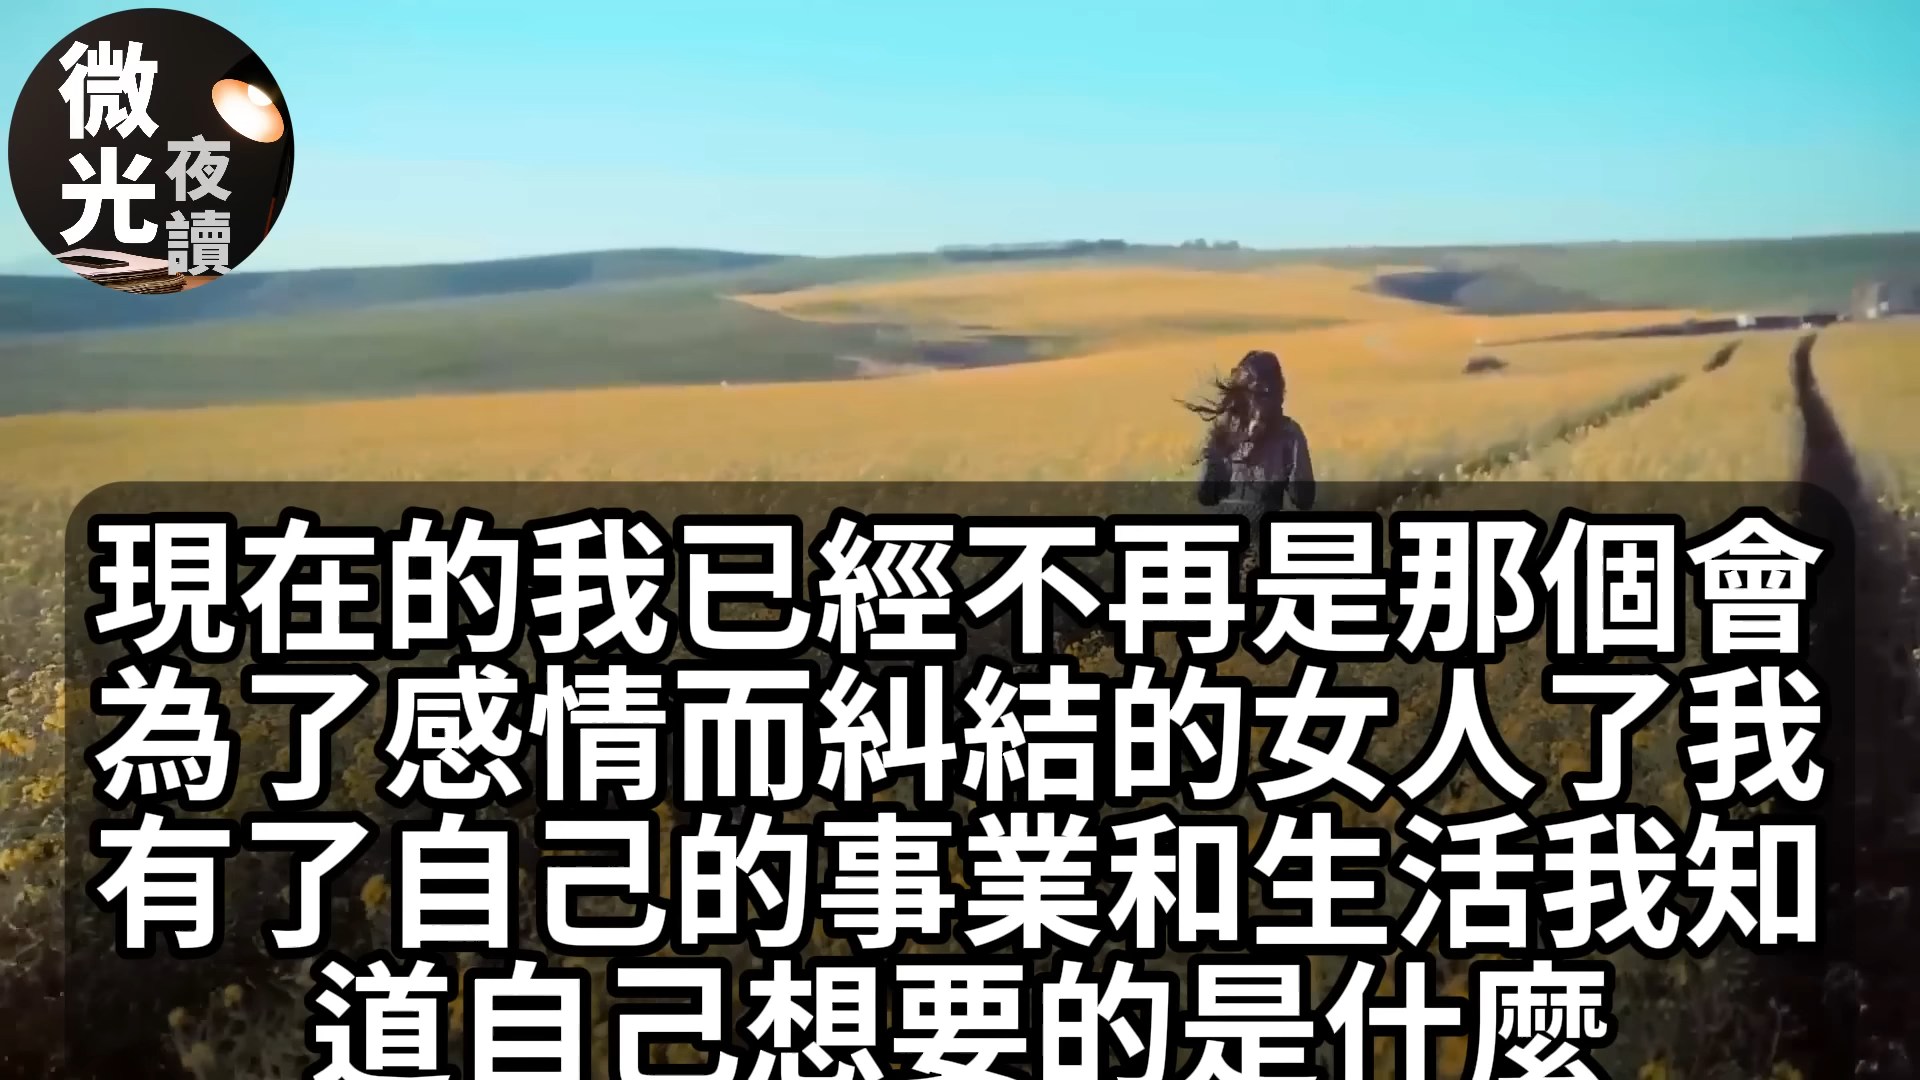 微光
夜讀
現在的我已經不再是那個會
為了感情而糾結的女人了我
有了自己的事業和生活我知
道自己想要的是什麼